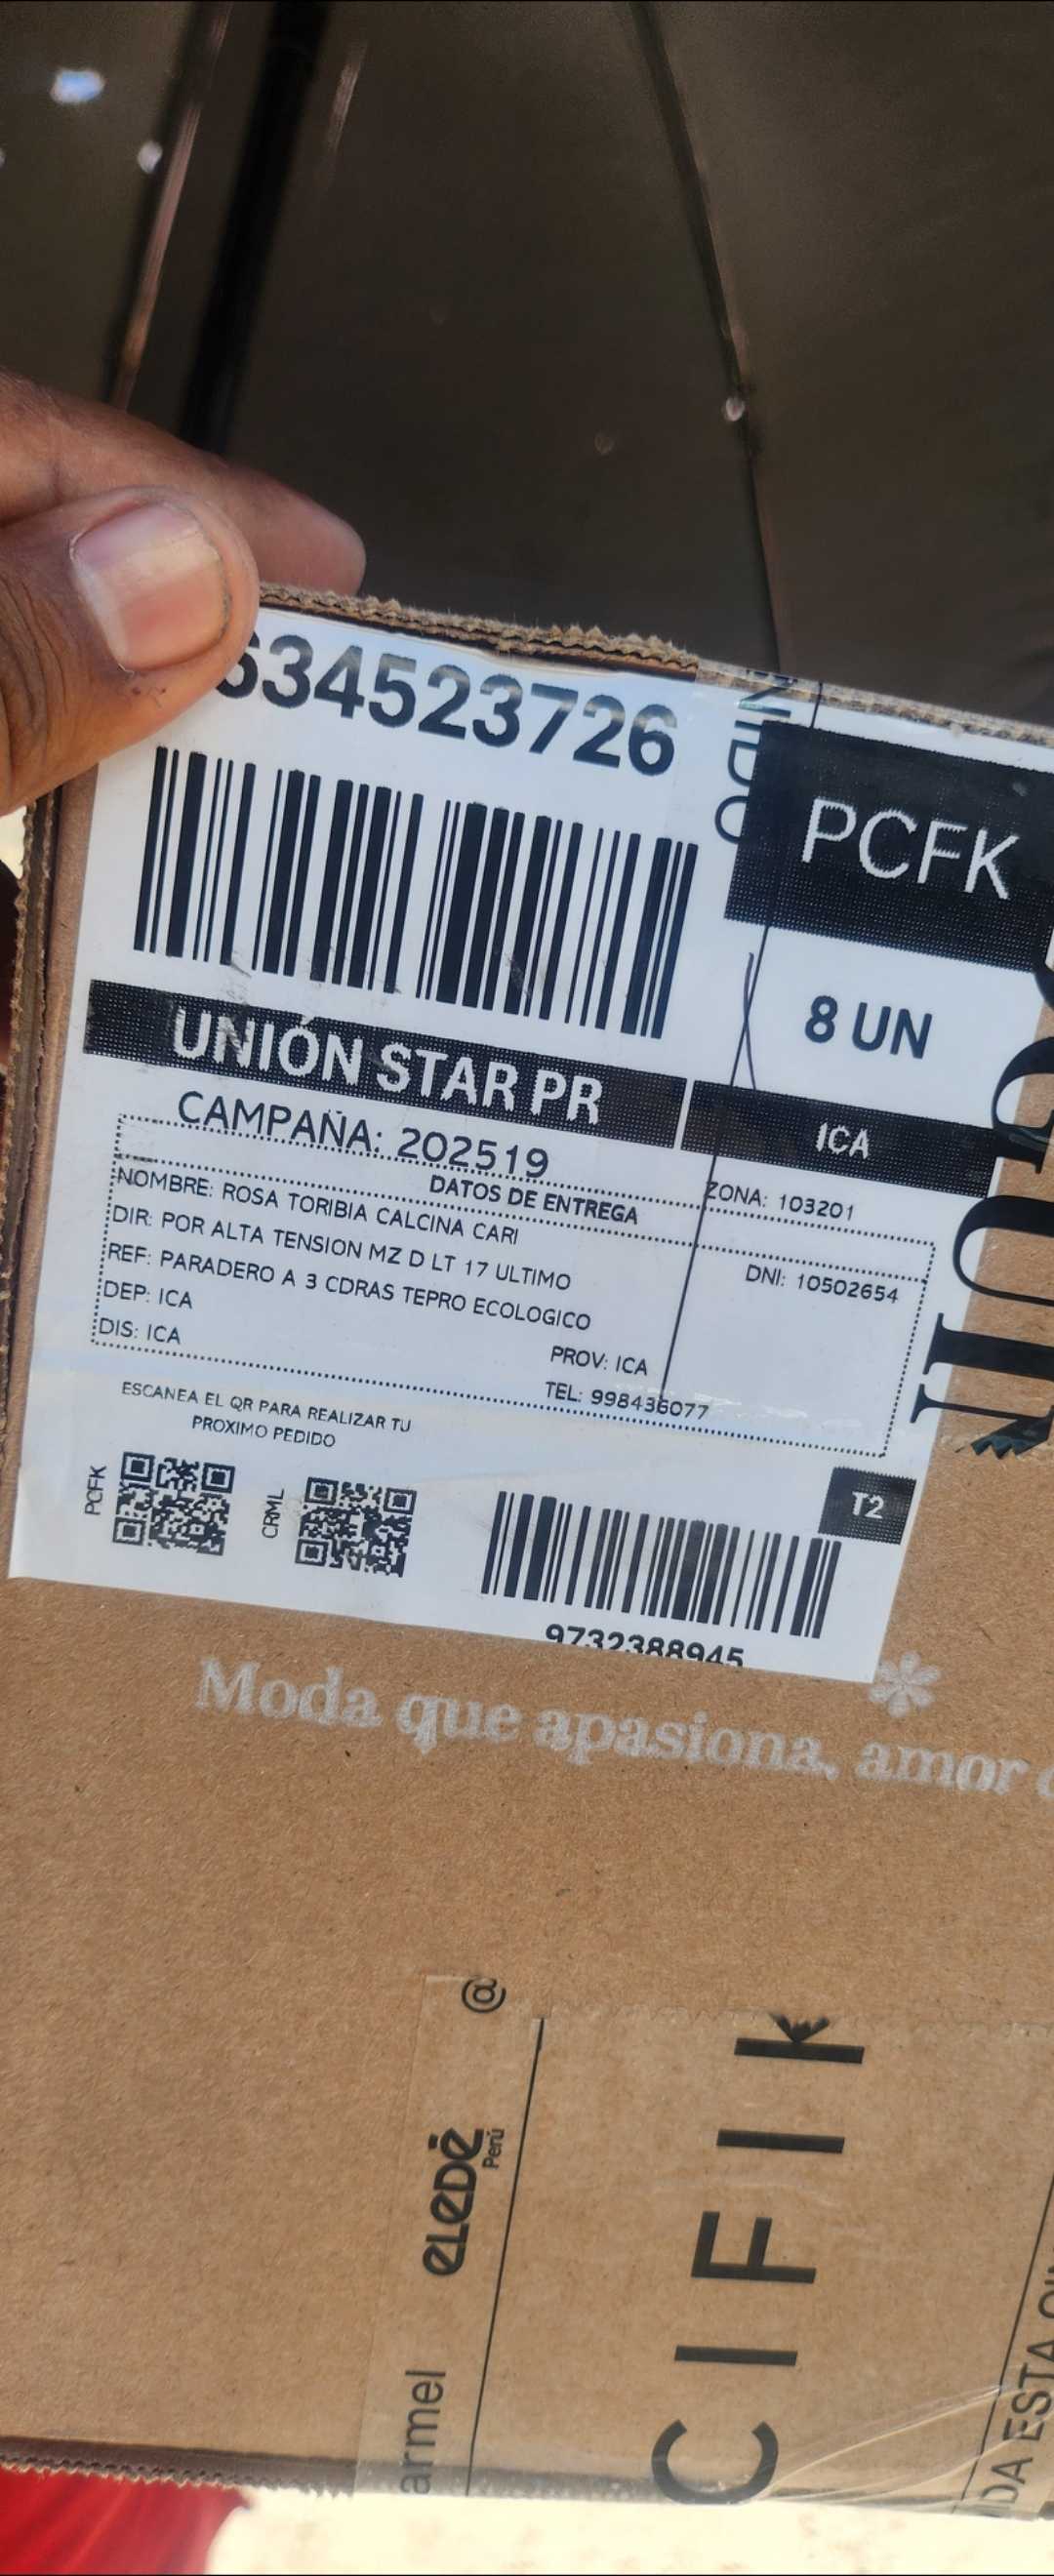 634523726
PCFK
8 UN
UNIÓN STAR PR
ICA
CAMPAÑA: 202519
ZONA: 103201
DATOS DE ENTREGA
NOMBRE: ROSA TORIBIA CALCINA CARI
DNI: 10502654
DIR: POR ALTA TENSION MZ D LT 17 ULTIMO
REF: PARADERO A 3 CDRAS TEPRO ECOLOGICO
DEP: ICA
PROV: ICA
DIS: ICA
TEL: 998436077
ESCANEA EL QR PARA REALIZAR TU
PROXIMO PEDIDO
PCFK
CRML
T2
9732388945
Moda que apasiona, amor
@
eLeDē
Perú
armel
CIFIK
DA ESTA